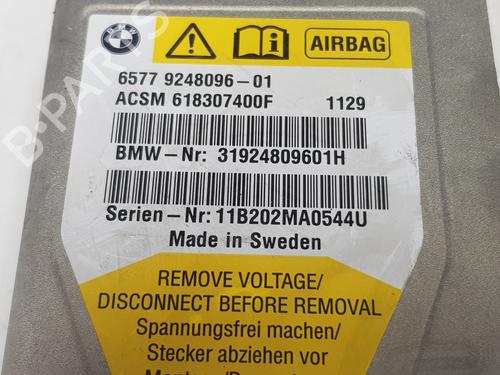 BMW
AIRBAG
6577 9248096-01
ACSM 618307400F 1129
BMW-Nr: 31924809601H
Serien-Nr: 11B202MA0544U
Made in Sweden
REMOVE VOLTAGE/
DISCONNECT BEFORE REMOVAL
Spannungsfrei machen/
Stecker abziehen vor